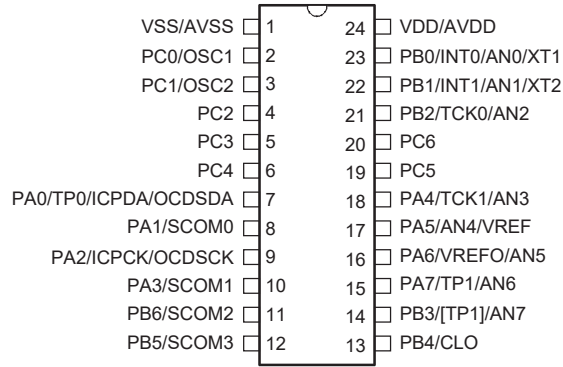 VSS/AVSS 1 24 VDD/AVDD
PC0/OSC1 2 23 PB0/INT0/AN0/XT1
PC1/OSC2 3 22 PB1/INT1/AN1/XT2
PC2 4 21 PB2/TCK0/AN2
PC3 5 20 PC6
PC4 6 19 PC5
PA0/TP0/ICPDA/OCDSDA 7 18 PA4/TCK1/AN3
PA1/SCOM0 8 17 PA5/AN4/VREF
PA2/ICPCK/OCDSCK 9 16 PA6/VREFO/AN5
PA3/SCOM1 10 15 PA7/TP1/AN6
PB6/SCOM2 11 14 PB3/[TP1]/AN7
PB5/SCOM3 12 13 PB4/CLO